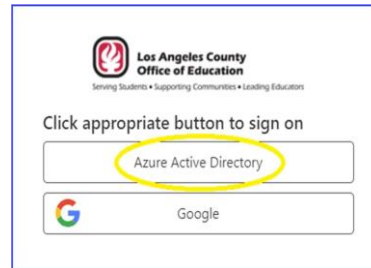 Los Angeles County
Office of Education
Serving Students • Supporting Communities • Leading Educators
Click appropriate button to sign on
Azure Active Directory
Google